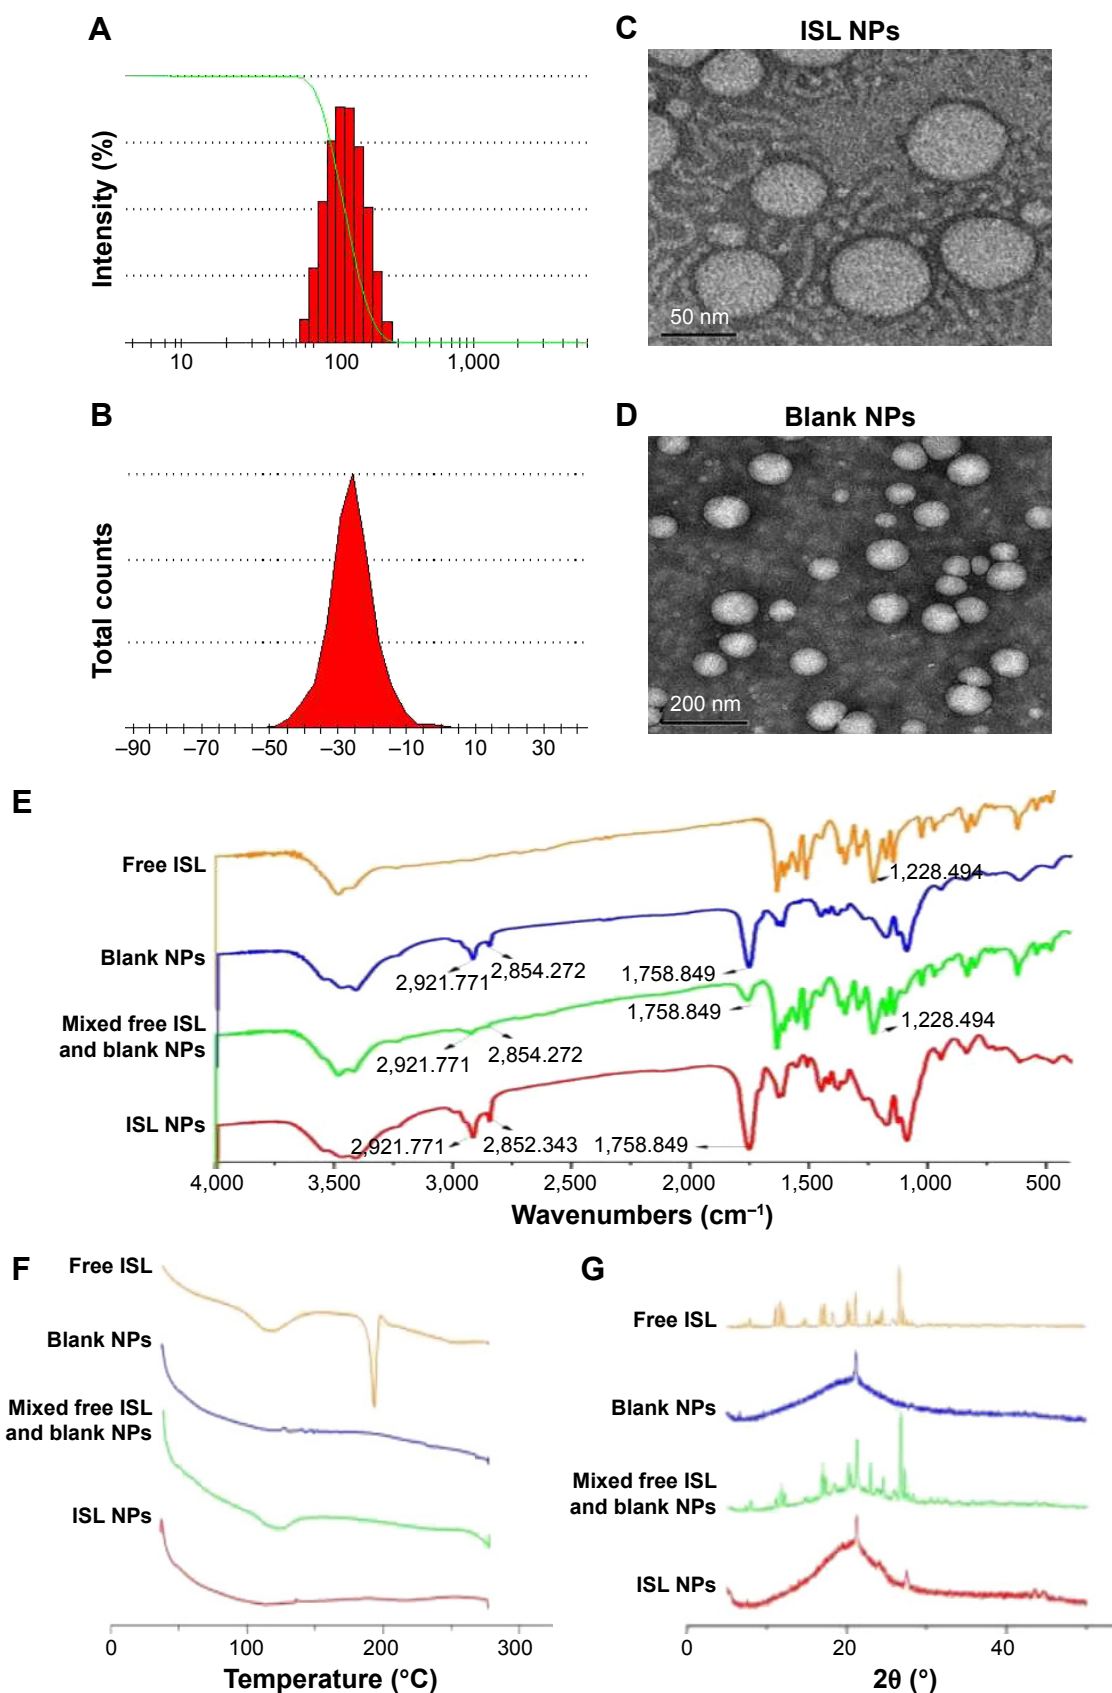 A
Intensity (%)
10 100 1,000
B
Total counts
–90 –70 –50 –30 –10 10 30
C
ISL NPs
50 nm
D
Blank NPs
200 nm
E
Free ISL
1,228.494
Blank NPs
2,921.771
2,854.272
1,758.849
Mixed free ISL
and blank NPs
2,921.771
2,854.272
1,758.849
1,228.494
ISL NPs
2,921.771
2,852.343
1,758.849
4,000 3,500 3,000 2,500 2,000 1,500 1,000 500
Wavenumbers (cm⁻¹)
F
Free ISL
Blank NPs
Mixed free ISL
and blank NPs
ISL NPs
0 100 200 300
Temperature (°C)
G
Free ISL
Blank NPs
Mixed free ISL
and blank NPs
ISL NPs
0 20 40
2θ (°)